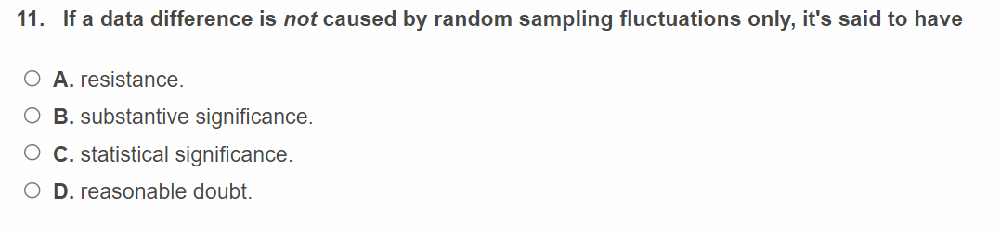 11. If a data difference is not caused by random sampling fluctuations only, it's said to have
A. resistance.
B. substantive significance.
C. statistical significance.
D. reasonable doubt.